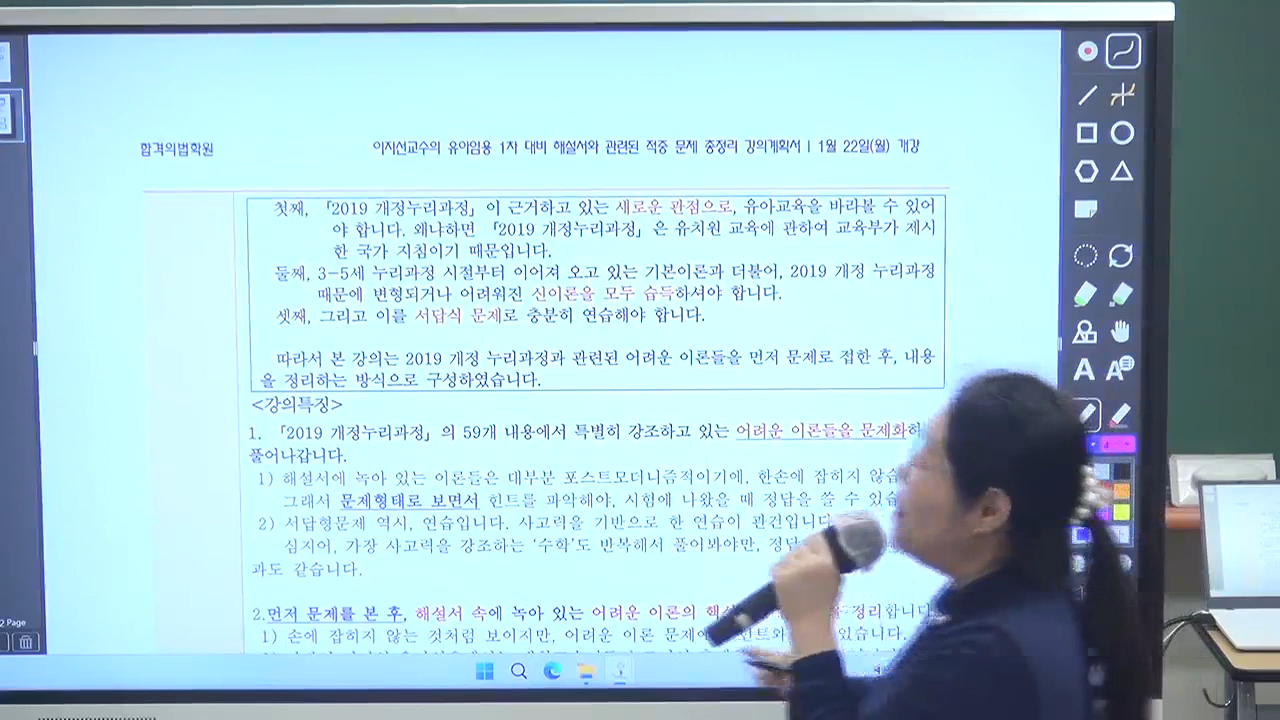 합격의법학원
이지선교수의 유아임용 1차 대비 해설서와 관련된 적중 문제 총정리 강의계획서 | 1월 22일(월) 개강
첫째, 「2019 개정누리과정」이 근거하고 있는 새로운 관점으로, 유아교육을 바라볼 수 있어
야 합니다. 왜냐하면 「2019 개정누리과정」은 유치원 교육에 관하여 교육부가 제시
한 국가 지침이기 때문입니다.
둘째, 3-5세 누리과정 시절부터 이어져 오고 있는 기본이론과 더불어, 2019 개정 누리과정
때문에 변형되거나 어려워진 신이론을 모두 습득하셔야 합니다.
셋째, 그리고 이를 서답식 문제로 충분히 연습해야 합니다.
따라서 본 강의는 2019 개정 누리과정과 관련된 어려운 이론들을 먼저 문제로 접한 후, 내용
을 정리하는 방식으로 구성하였습니다.
<강의특징>
1. 「2019 개정누리과정」의 59개 내용에서 특별히 강조하고 있는 어려운 이론들을 문제화하
풀어나갑니다.
1) 해설서에 녹아 있는 이론들은 대부분 포스트모더니즘적이기에, 한손에 잡히지 않습
그래서 문제형태로 보면서 힌트를 파악해야, 시험에 나왔을 때 정답을 쓸 수 있습
2) 서답형문제 역시, 연습입니다. 사고력을 기반으로 한 연습이 관건입니다
심지어, 가장 사고력을 강조하는 '수학'도 반복해서 풀어봐야만, 정답
과도 같습니다.
2.먼저 문제를 본 후, 해설서 속에 녹아 있는 어려운 이론의 핵 정리합니다.
1) 손에 잡히지 않는 것처럼 보이지만, 어려운 이론 문제에 힌트와 있습니다.
2 Page